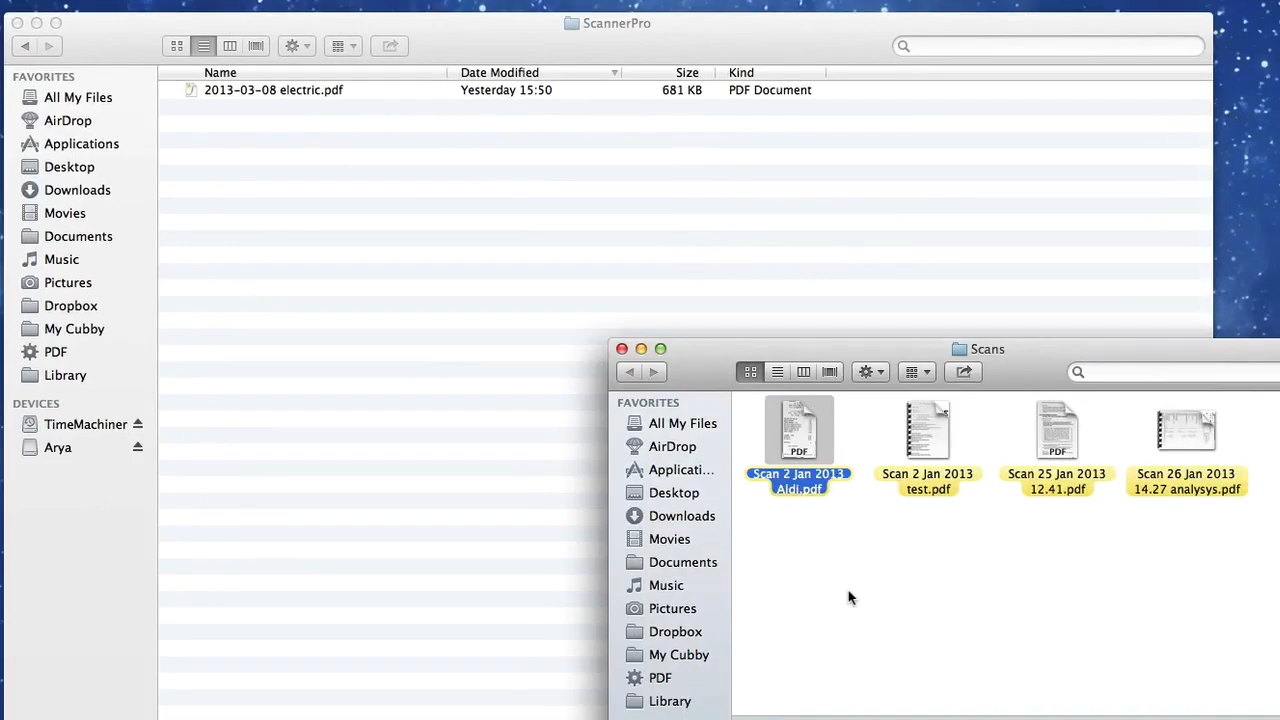 ScannerPro
FAVORITES
All My Files
AirDrop
Applications
Desktop
Downloads
Movies
Documents
Music
Pictures
Dropbox
My Cubby
PDF
Library
DEVICES
TimeMachiner
Arya
Name Date Modified Size Kind
2013-03-08 electric.pdf Yesterday 15:50 681 KB PDF Document
Scans
FAVORITES
All My Files
AirDrop
Applicati...
Desktop
Downloads
Movies
Documents
Music
Pictures
Dropbox
My Cubby
PDF
Library
PDF
Scan 2 Jan 2013
Aldi.pdf
Scan 2 Jan 2013
test.pdf
PDF
Scan 25 Jan 2013
12.41.pdf
Scan 26 Jan 2013
14.27 analysys.pdf